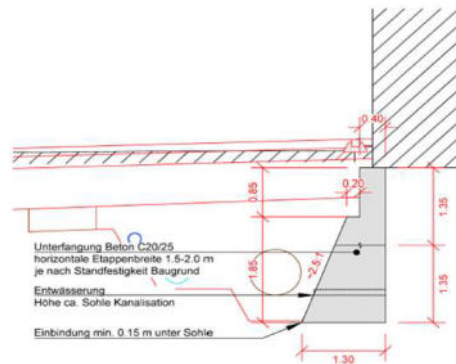 0.40
0.20
0.85
1.35
Unterfangung Beton C20/25
horizontale Etappenbreite 1.5-2.0 m
je nach Standfestigkeit Baugrund
1.85
~2.5:1
1.35
Entwässerung
Höhe ca. Sohle Kanalisation
Einbindung min. 0.15 m unter Sohle
1.30